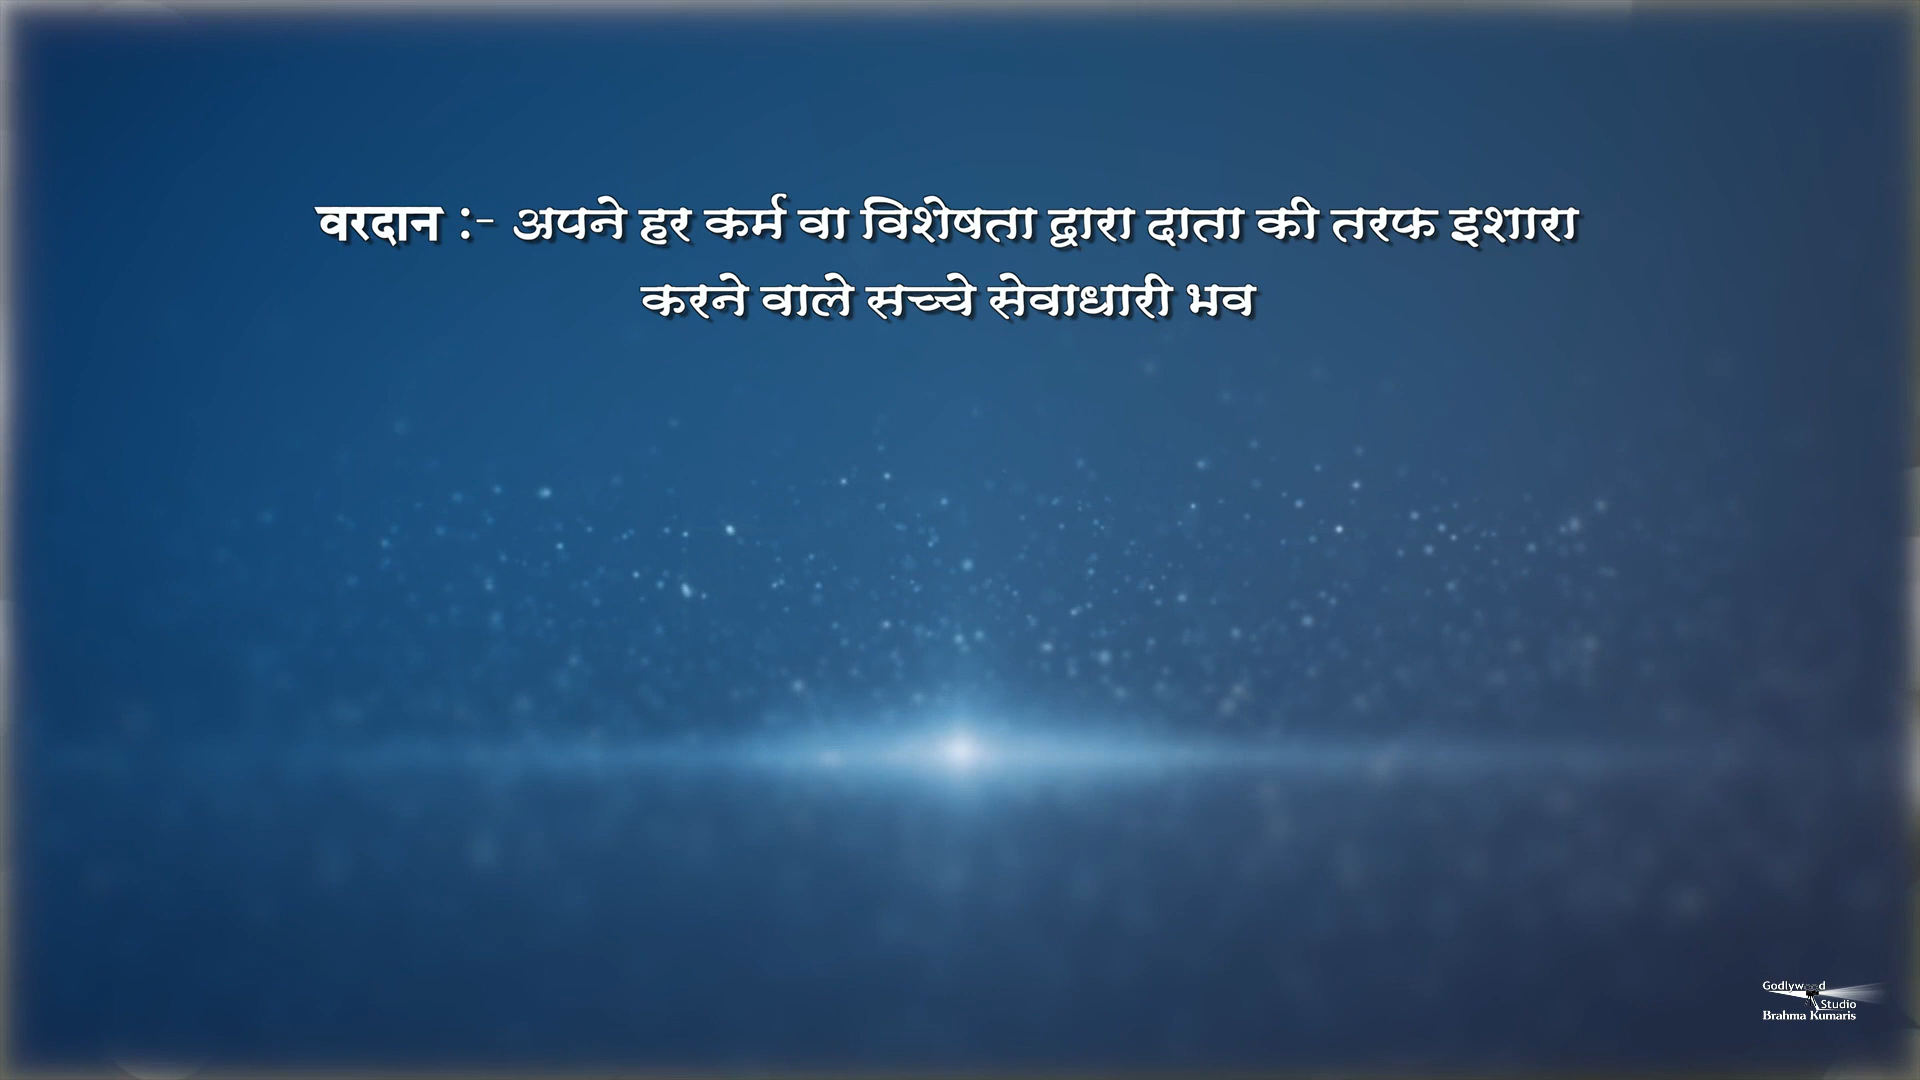 वरदान :- अपने हर कर्म वा विशेषता द्वारा दाता की तरफ इशारा
करने वाले सच्चे सेवाधारी भव
Godlywood
Studio
Brahma Kumaris